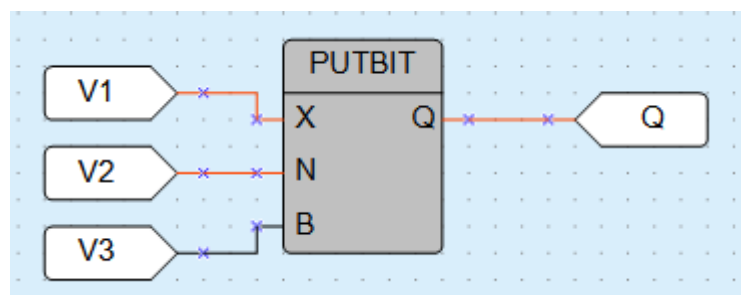 PUTBIT
V1
X Q Q
V2 N
B
V3